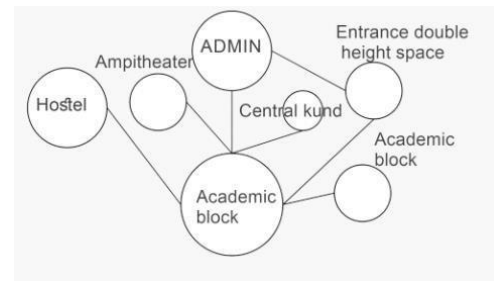 Entrance double
height space
ADMIN
Ampitheater
Hostel
Central kund
Academic
block
Academic
block